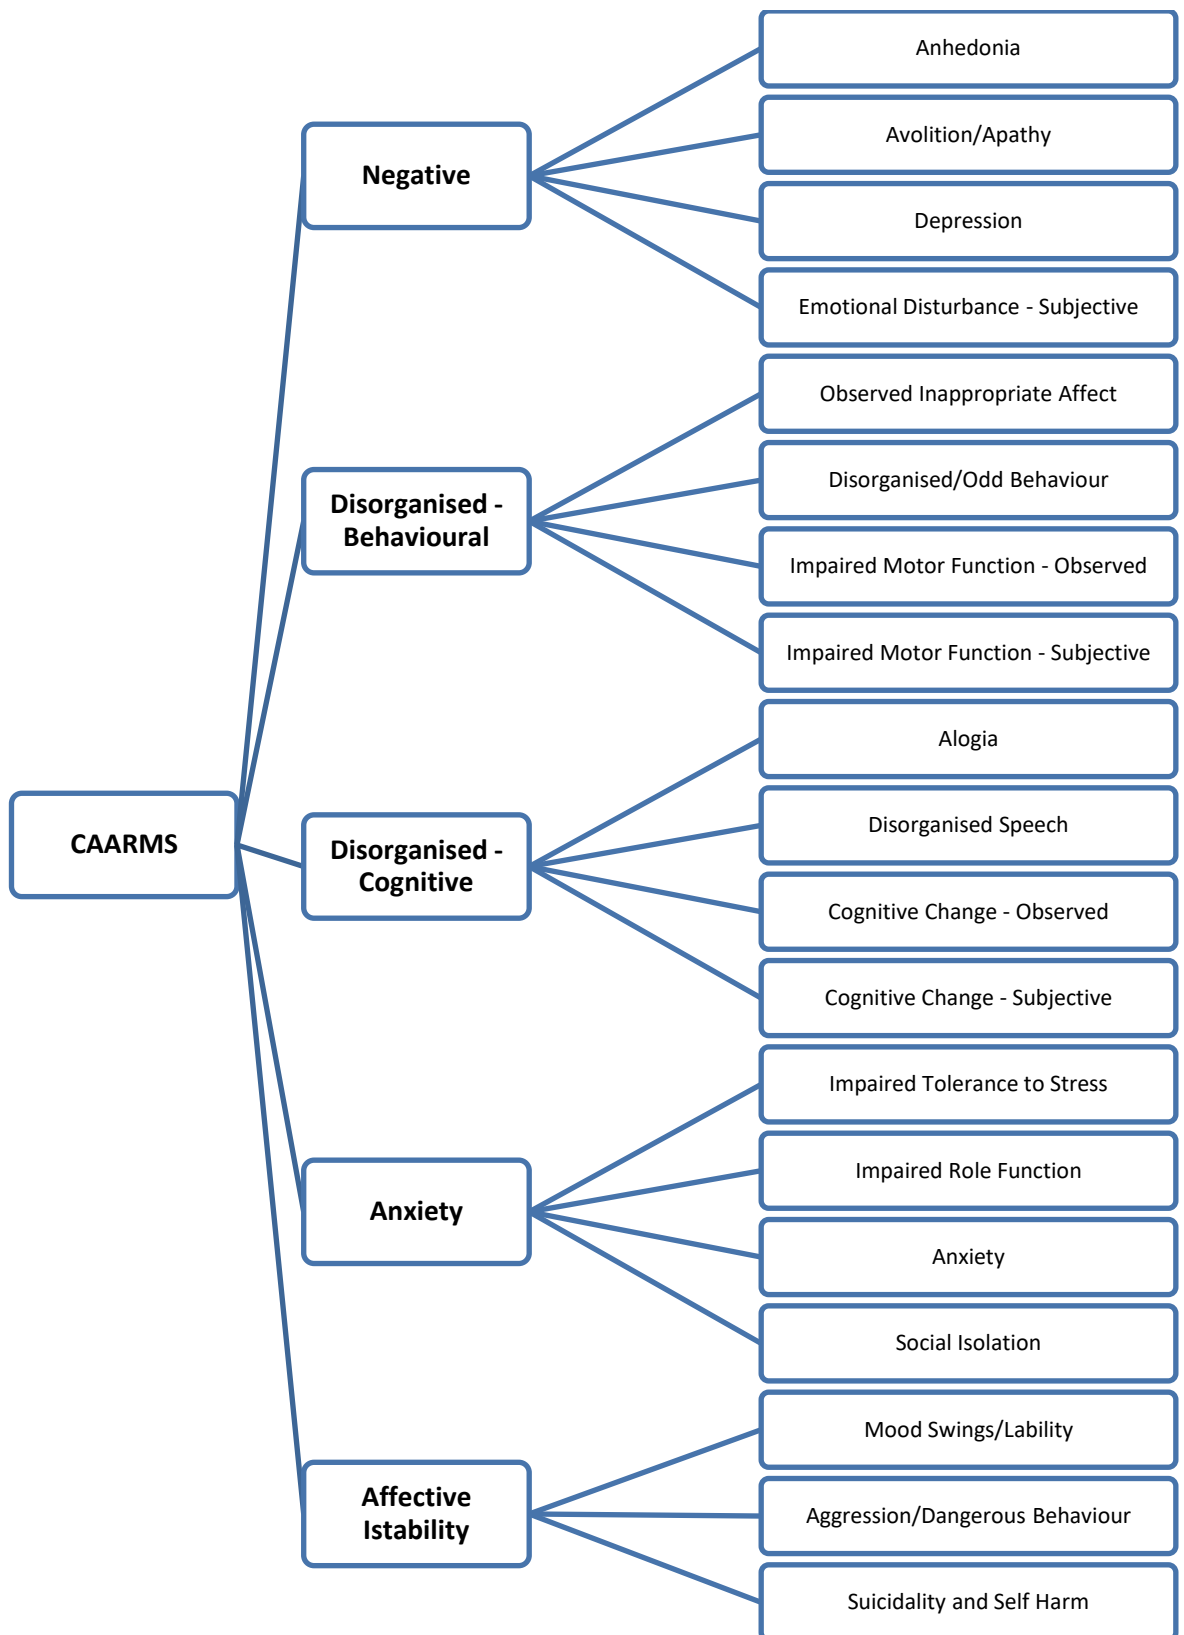 CAARMS
Negative
Anhedonia
Avolition/Apathy
Depression
Emotional Disturbance - Subjective
Disorganised -
Behavioural
Observed Inappropriate Affect
Disorganised/Odd Behaviour
Impaired Motor Function - Observed
Impaired Motor Function - Subjective
Disorganised -
Cognitive
Alogia
Disorganised Speech
Cognitive Change - Observed
Cognitive Change - Subjective
Anxiety
Impaired Tolerance to Stress
Impaired Role Function
Anxiety
Social Isolation
Affective
Istability
Mood Swings/Lability
Aggression/Dangerous Behaviour
Suicidality and Self Harm